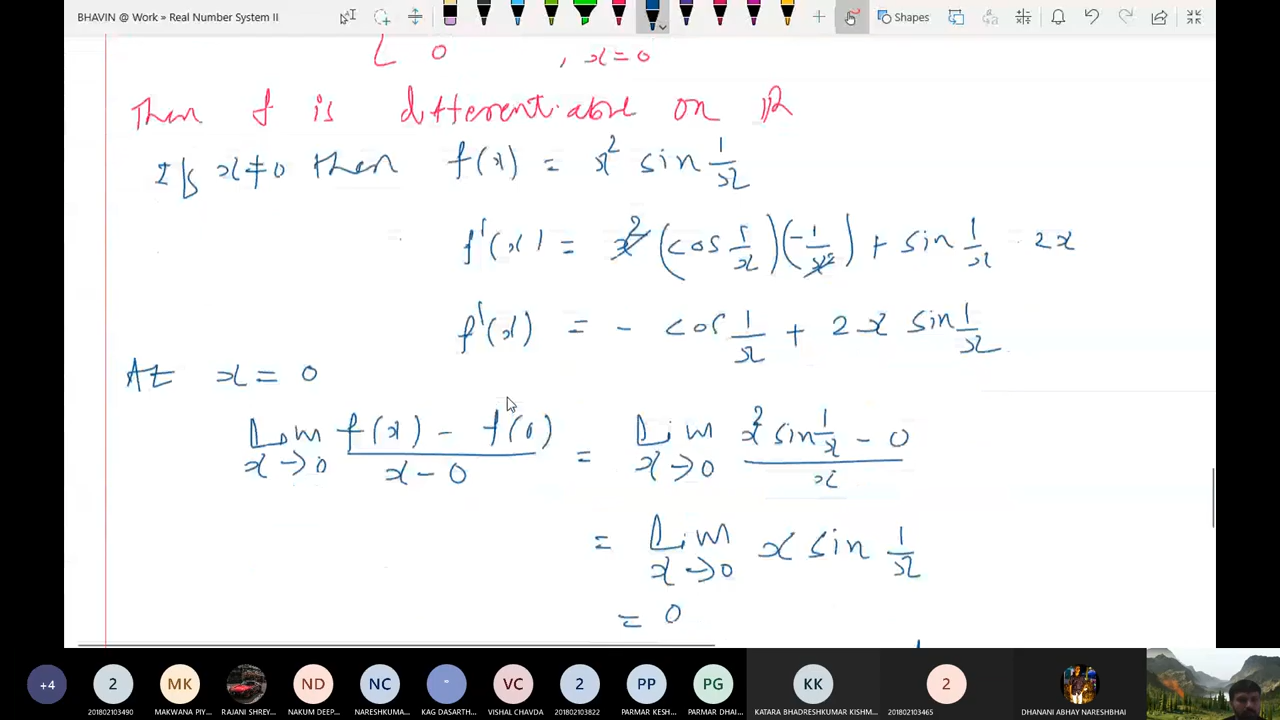 BHAVIN @ Work » Real Number System II
Shapes
0 , x=0
Then f is differentiable on ℝ
If x≠0 then f(x) = x² sin 1/x
f'(x) = x² (cos 1/x)(-1/x²) + sin 1/x · 2x
f'(x) = - cos 1/x + 2x sin 1/x
At x = 0
Lim x→0 f(x) - f(0) / x - 0 = Lim x→0 x² sin 1/x - 0 / x
= Lim x→0 x sin 1/x
= 0
+4 2 MK ND NC " VC 2 PP PG KK 2
201802103490 MAKWANA PIY... RAJANI SHREY... NAKUM DEEP... NARESHKUMA... KAG DASARTH... VISHAL CHAVDA 201802103822 PARMAR KESH... PARMAR DHAI... KATARA BHADRESHKUMAR KISHM... 201802103465 DHANANI ABHAY NARESHBHAI